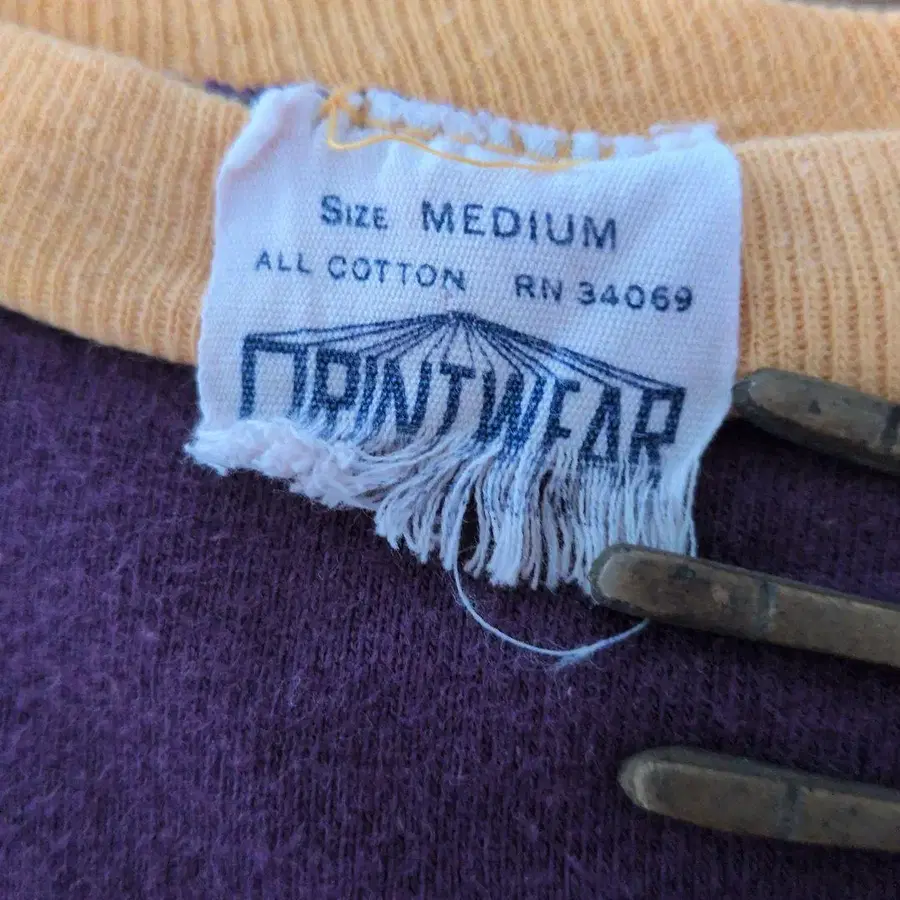 SIZE MEDIUM
ALL COTTON RN 34069
PRINTWEAR